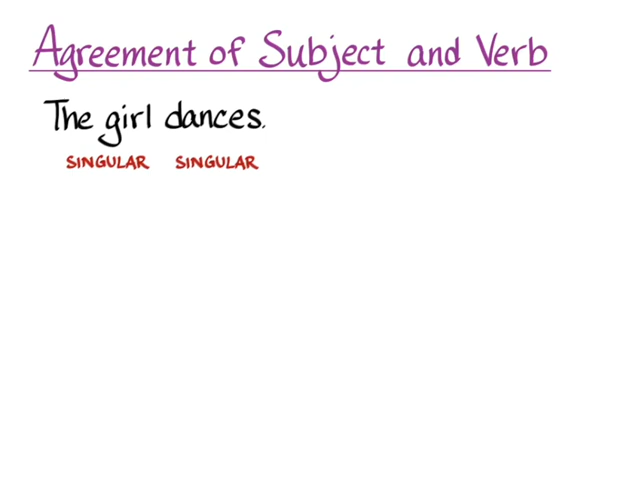 Agreement of Subject and Verb
The girl dances.
SINGULAR SINGULAR